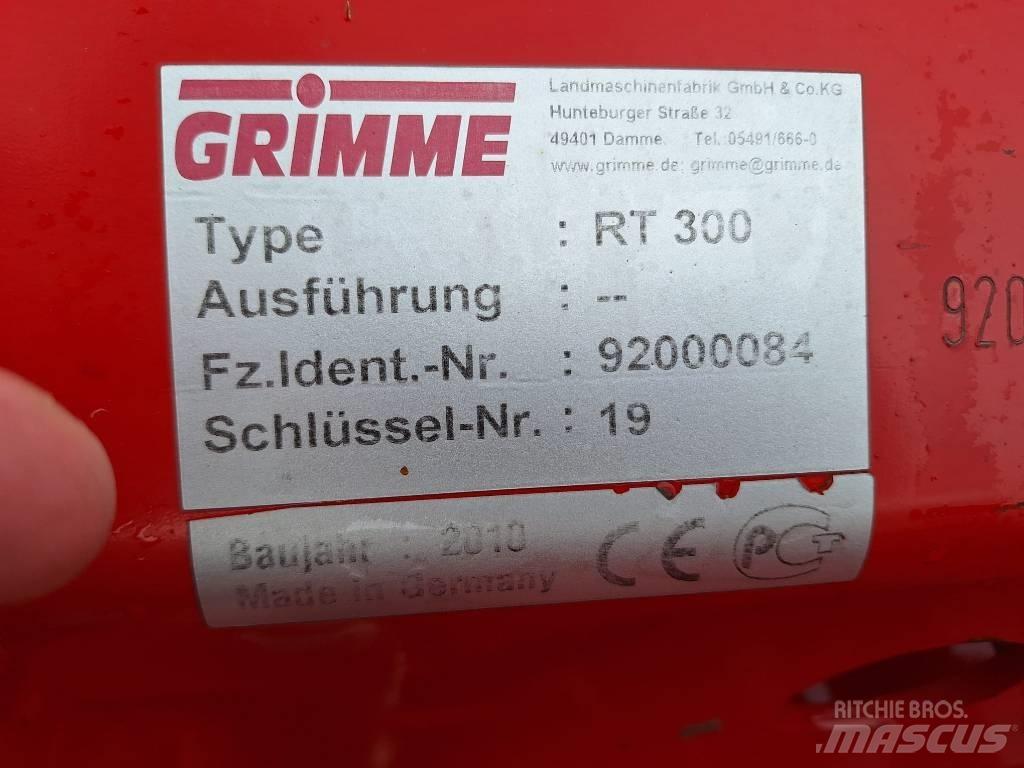 GRIMME
Landmaschinenfabrik GmbH & Co.KG
Hunteburger Straße 32
49401 Damme. Tel.:05491/666-0
www.grimme.de; grimme@grimme.de
Type : RT 300
Ausführung : --
Fz.Ident.-Nr. : 92000084
Schlüssel-Nr. : 19
Baujahr : 2010
Made in Germany
CE PCT
920
RITCHIE BROS.
MASCUS